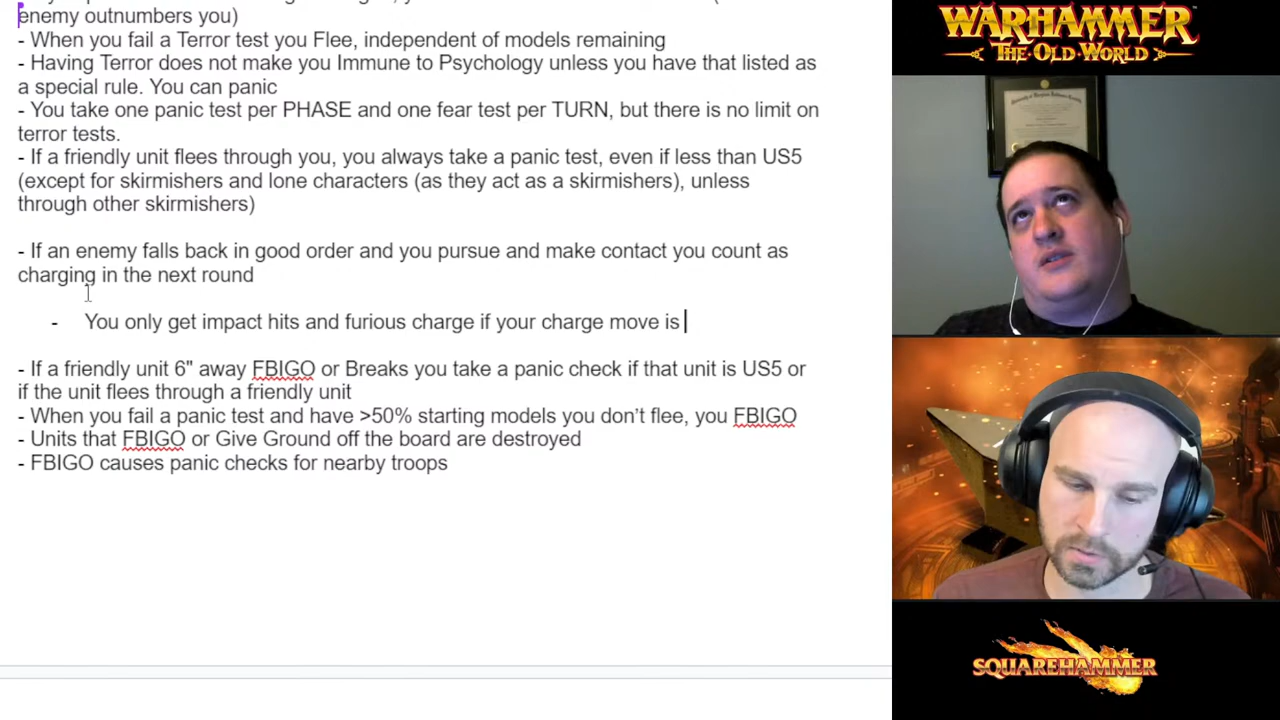 enemy outnumbers you)
- When you fail a Terror test you Flee, independent of models remaining
- Having Terror does not make you Immune to Psychology unless you have that listed as
a special rule. You can panic
- You take one panic test per PHASE and one fear test per TURN, but there is no limit on
terror tests.
- If a friendly unit flees through you, you always take a panic test, even if less than US5
(except for skirmishers and lone characters (as they act as a skirmishers), unless
through other skirmishers)
- If an enemy falls back in good order and you pursue and make contact you count as
charging in the next round
- You only get impact hits and furious charge if your charge move is
- If a friendly unit 6" away FBIGO or Breaks you take a panic check if that unit is US5 or
if the unit flees through a friendly unit
- When you fail a panic test and have >50% starting models you don’t flee, you FBIGO
- Units that FBIGO or Give Ground off the board are destroyed
- FBIGO causes panic checks for nearby troops
WARHAMMER
THE OLD WORLD
SQUAREHAMMER